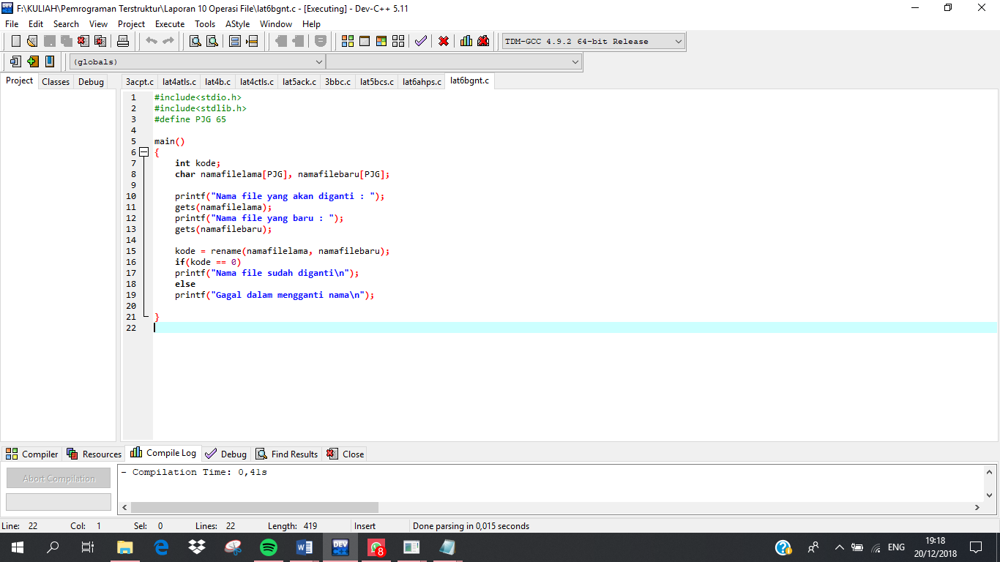 F:\KULIAH\Pemrograman Terstruktur\Laporan 10 Operasi File\lat6bgnt.c - [Executing] - Dev-C++ 5.11
File Edit Search View Project Execute Tools AStyle Window Help
TDM-GCC 4.9.2 64-bit Release
(globals)
Project Classes Debug 3acpt.c lat4atls.c lat4b.c lat4ctls.c lat5ack.c 3bbc.c lat5bcs.c lat6ahps.c lat6bgnt.c
1 #include<stdio.h>
2 #include<stdlib.h>
3 #define PJG 65
4
5 main()
6 {
7 int kode;
8 char namafilelama[PJG], namafilebaru[PJG];
9
10 printf("Nama file yang akan diganti : ");
11 gets(namafilelama);
12 printf("Nama file yang baru : ");
13 gets(namafilebaru);
14
15 kode = rename(namafilelama, namafilebaru);
16 if(kode == 0)
17 printf("Nama file sudah diganti\n");
18 else
19 printf("Gagal dalam mengganti nama\n");
20
21 }
22
Compiler Resources Compile Log Debug Find Results Close
Abort Compilation
- Compilation Time: 0,41s
Line: 22 Col: 1 Sel: 0 Lines: 22 Length: 419 Insert Done parsing in 0,015 seconds
DEV
8
ENG
19:18
20/12/2018